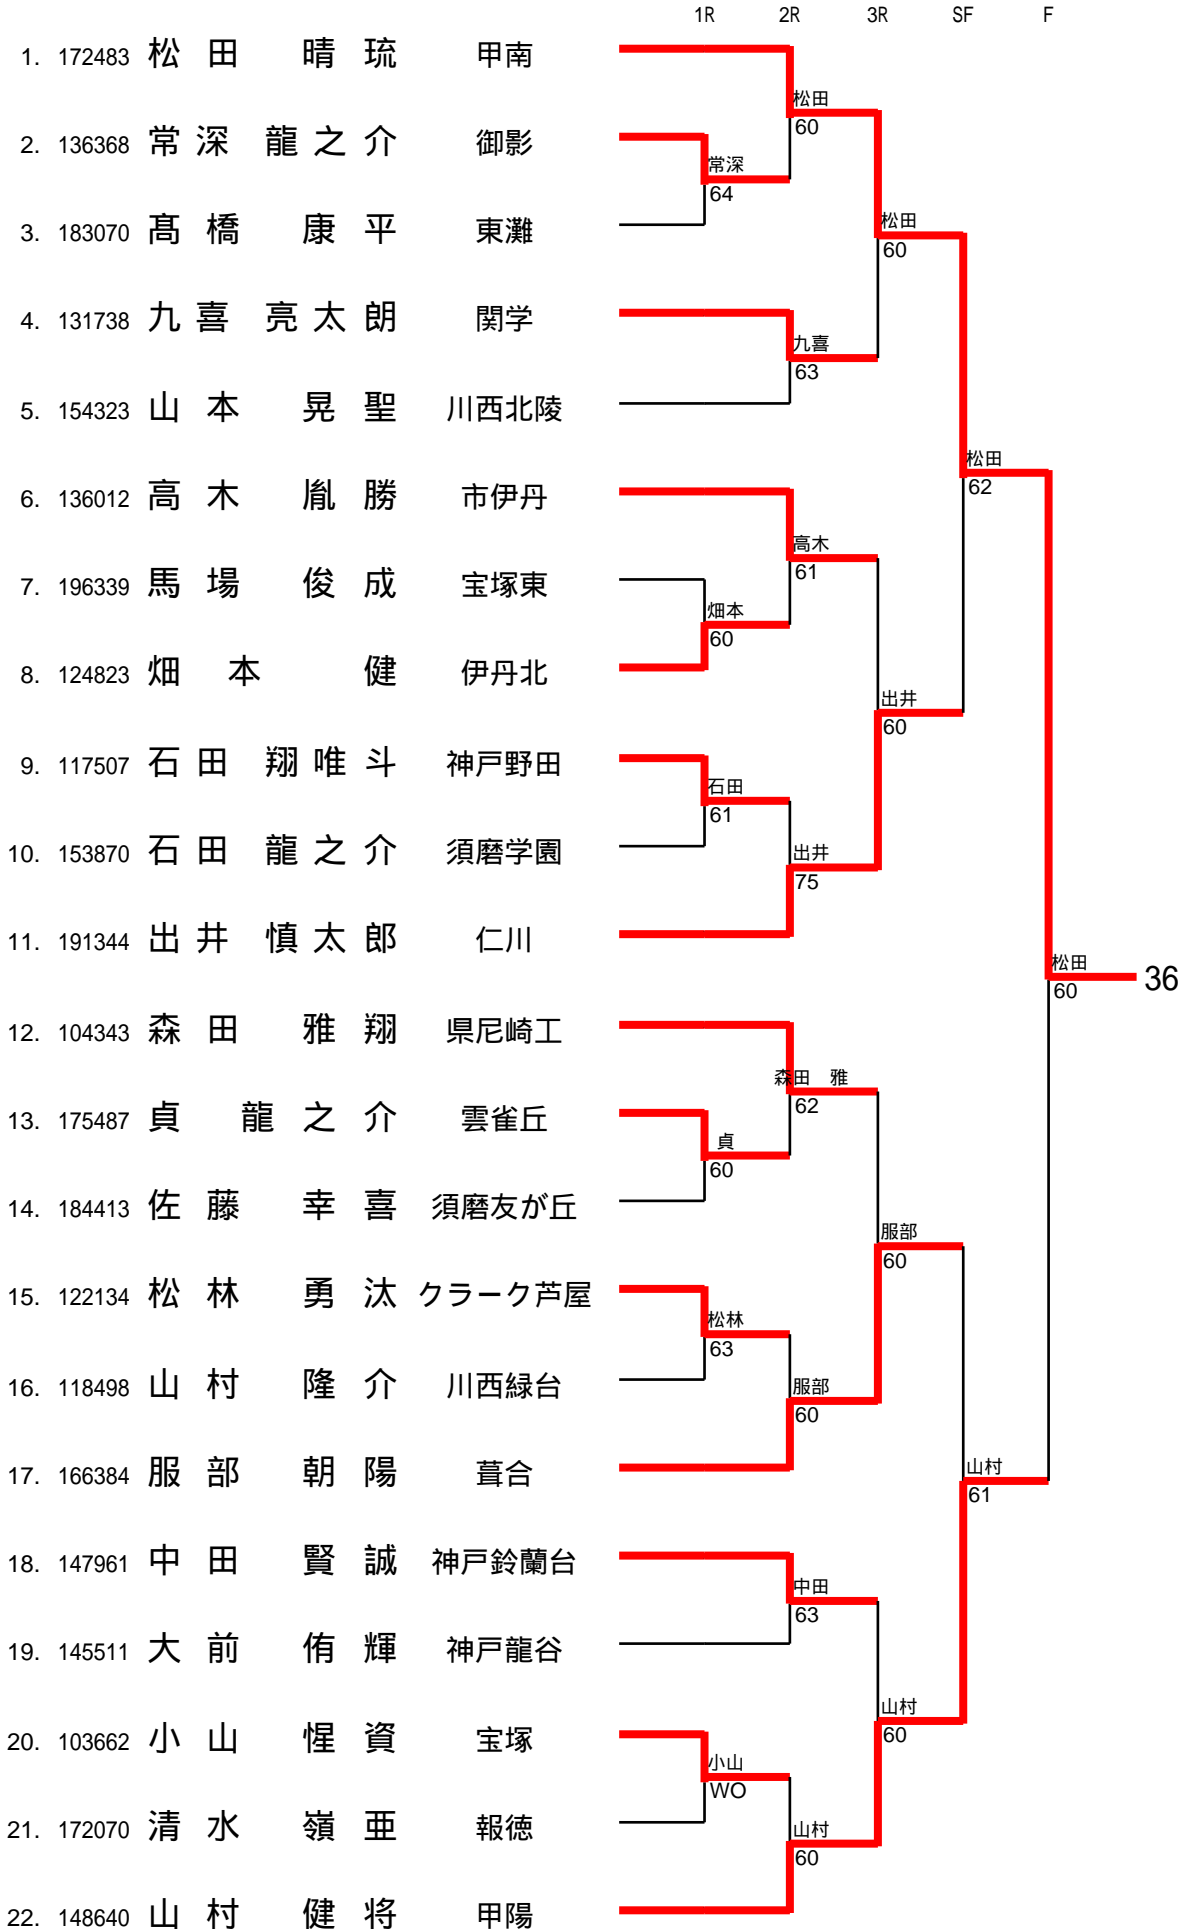 1R 2R 3R SF F
1. 172483 松田 晴琉 甲南
松田
60
2. 136368 常深 龍之介 御影
常深
64
3. 183070 髙橋 康平 東灘
松田
60
4. 131738 九喜 亮太朗 関学
九喜
63
5. 154323 山本 晃聖 川西北陵
松田
62
6. 136012 高木 胤勝 市伊丹
高木
61
7. 196339 馬場 俊成 宝塚東
畑本
60
8. 124823 畑本 健 伊丹北
出井
60
9. 117507 石田 翔唯斗 神戸野田
石田
61
10. 153870 石田 龍之介 須磨学園
出井
75
11. 191344 出井 慎太郎 仁川
松田
60
36
12. 104343 森田 雅翔 県尼崎工
森田 雅
62
13. 175487 貞 龍之介 雲雀丘
貞
60
14. 184413 佐藤 幸喜 須磨友が丘
服部
60
15. 122134 松林 勇汰 クラーク芦屋
松林
63
16. 118498 山村 隆介 川西緑台
服部
60
17. 166384 服部 朝陽 葺合
山村
61
18. 147961 中田 賢誠 神戸鈴蘭台
中田
63
19. 145511 大前 侑輝 神戸龍谷
山村
60
20. 103662 小山 惺資 宝塚
小山
WO
21. 172070 清水 嶺亜 報徳
山村
60
22. 148640 山村 健将 甲陽